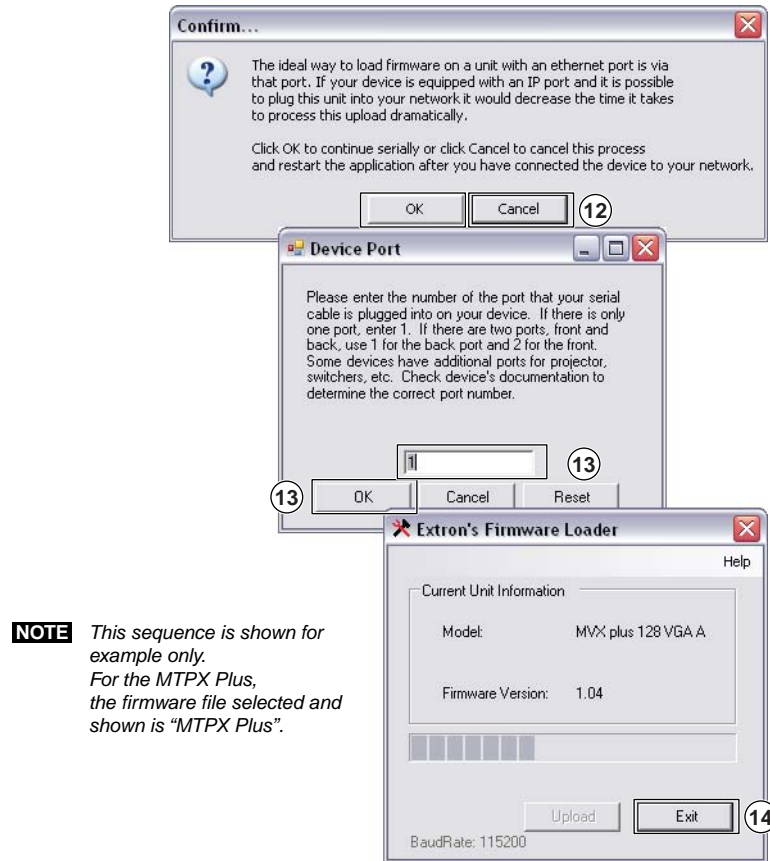 Confirm...
The ideal way to load firmware on a unit with an ethernet port is via
that port. If your device is equipped with an IP port and it is possible
to plug this unit into your network it would decrease the time it takes
to process this upload dramatically.
Click OK to continue serially or click Cancel to cancel this process
and restart the application after you have connected the device to your network.
OK Cancel 12
Device Port
Please enter the number of the port that your serial
cable is plugged into on your device. If there is only
one port, enter 1. If there are two ports, front and
back, use 1 for the back port and 2 for the front.
Some devices have additional ports for projector,
switchers, etc. Check device's documentation to
determine the correct port number.
1 13
13 OK Cancel Reset
Extron's Firmware Loader
Help
Current Unit Information
Model: MVX plus 128 VGA A
Firmware Version: 1.04
Upload Exit 14
BaudRate: 115200
NOTE This sequence is shown for
example only.
For the MTPX Plus,
the firmware file selected and
shown is “MTPX Plus”.